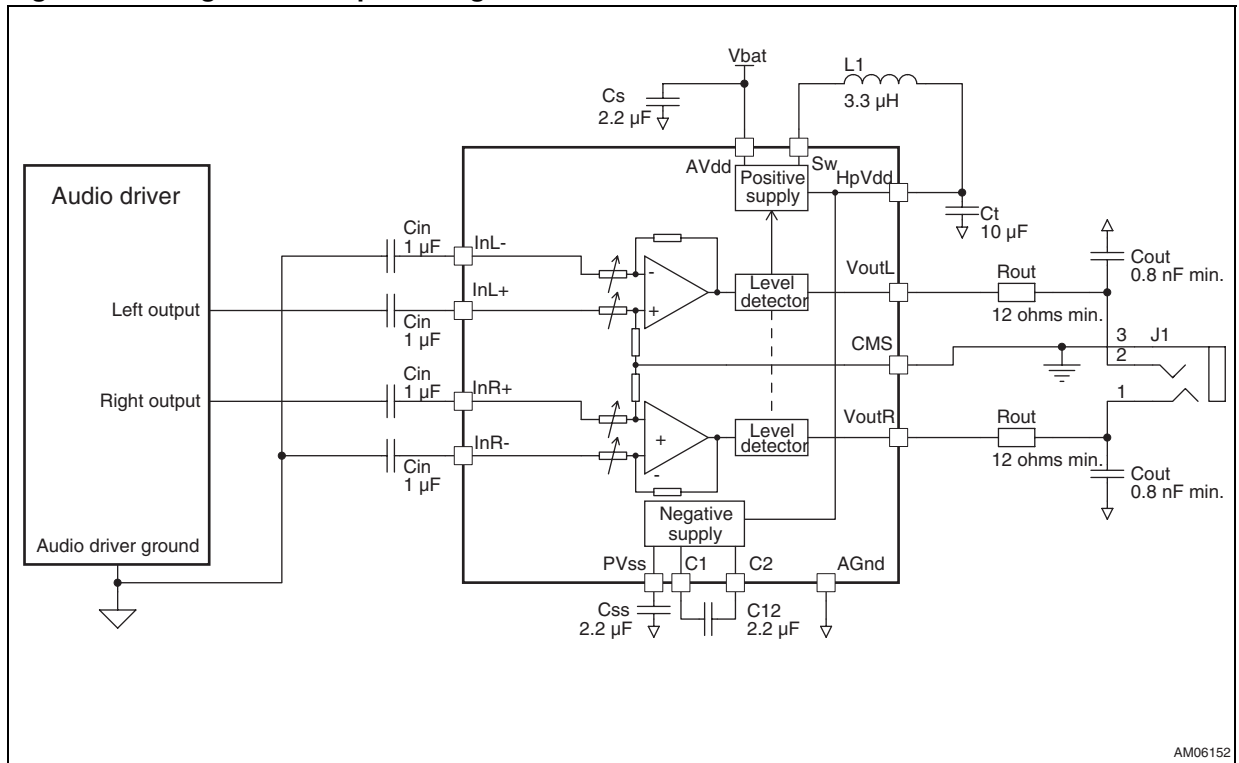 Vbat
L1
3.3 µH
Cs
2.2 µF
AVdd
Sw
HpVdd
Positive
supply
Ct
10 µF
Audio driver
Cin
1 µF
InL-
-
Level
detector
VoutL
Rout
12 ohms min.
Cout
0.8 nF min.
Left output
InL+
+
Cin
1 µF
CMS
3
J1
2
Right output
Cin
1 µF
InR+
+
Level
detector
VoutR
1
Rout
12 ohms min.
Cout
0.8 nF min.
InR-
-
Cin
1 µF
Audio driver ground
Negative
supply
PVss
C1
C2
AGnd
Css
2.2 µF
C12
2.2 µF
AM06152